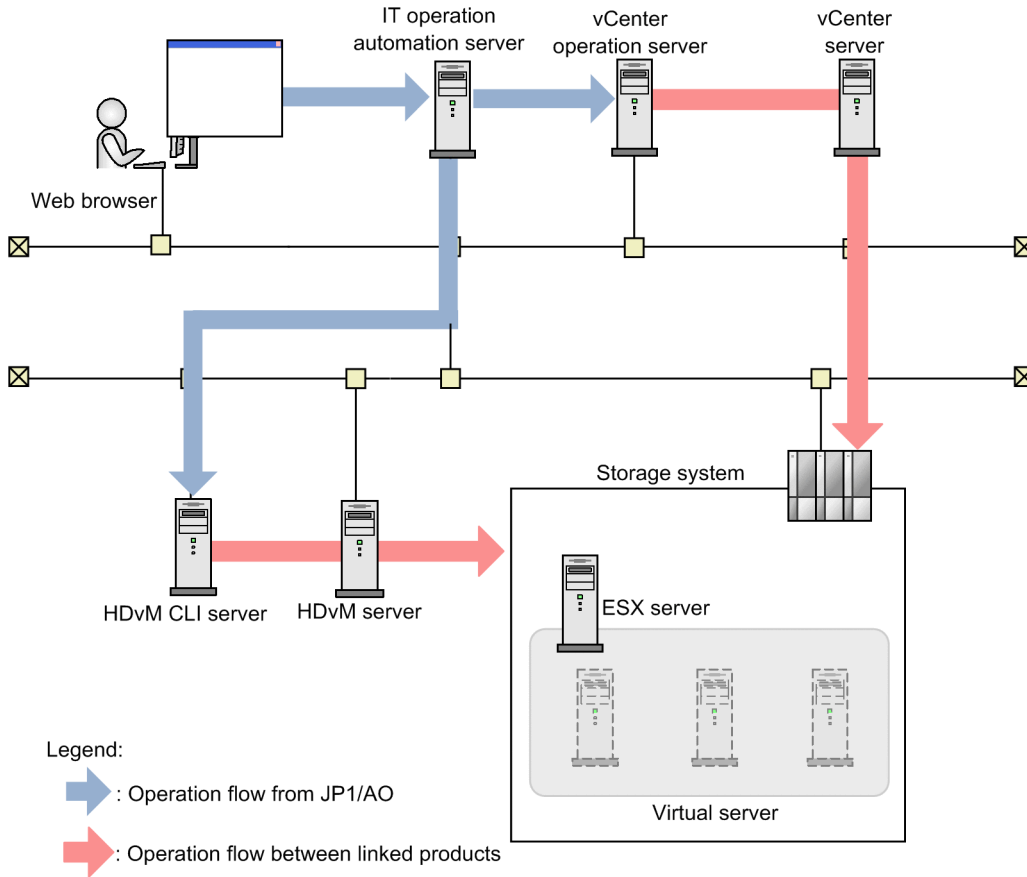 IT operation
automation server
vCenter
operation server
vCenter
server
Web browser
Storage system
HDvM CLI server
HDvM server
ESX server
Virtual server
Legend:
: Operation flow from JP1/AO
: Operation flow between linked products